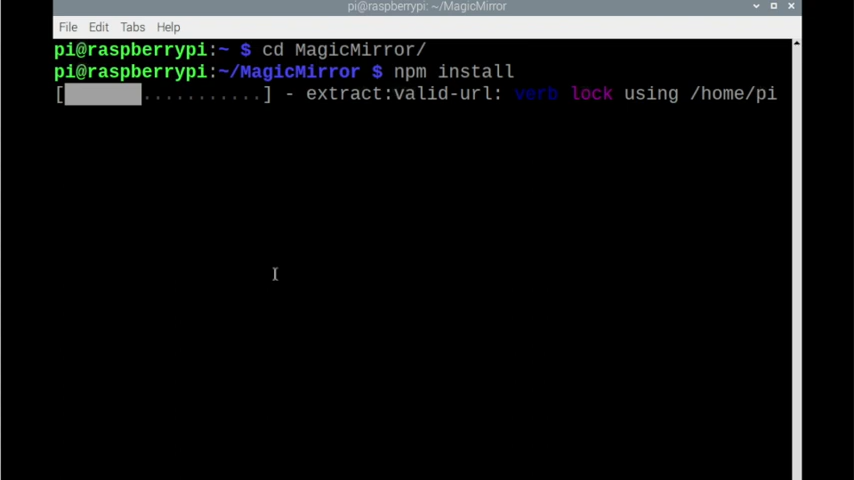 pi@raspberrypi: ~/MagicMirror
File Edit Tabs Help
pi@raspberrypi:~ $ cd MagicMirror/
pi@raspberrypi:~/MagicMirror $ npm install
[       ...........] - extract:valid-url: verb lock using /home/pi